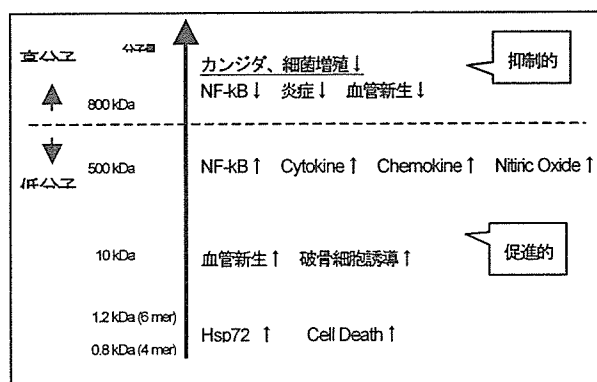 高分子 分子量
カンジダ、細菌増殖↓
抑制的
800 kDa NF-kB↓ 炎症↓ 血管新生↓
500 kDa NF-kB↑ Cytokine↑ Chemokine↑ Nitiric Oxide↑
低分子
促進的
10 kDa 血管新生↑ 破骨細胞誘導↑
1.2 kDa (6 mer)
Hsp72 ↑ Cell Death↑
0.8 kDa (4 mer)